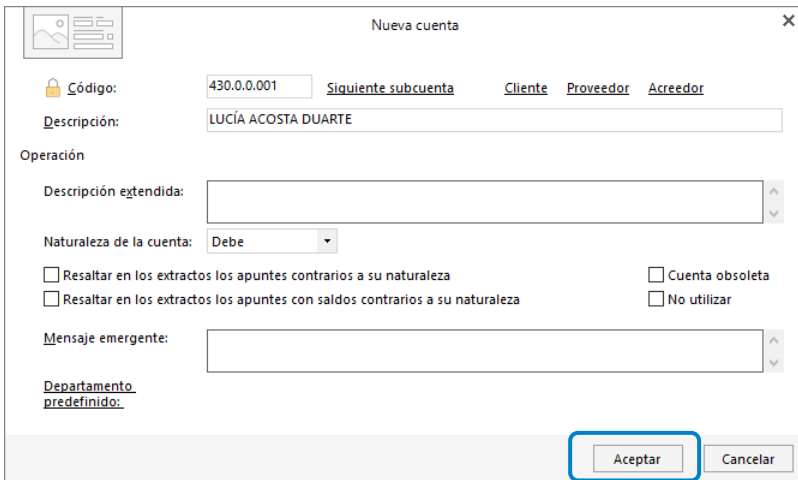 Nueva cuenta
Código: 430.0.0.001 Siguiente subcuenta Cliente Proveedor Acreedor
Descripción: LUCÍA ACOSTA DUARTE
Operación
Descripción extendida:
Naturaleza de la cuenta: Debe
Resaltar en los extractos los apuntes contrarios a su naturaleza Cuenta obsoleta
Resaltar en los extractos los apuntes con saldos contrarios a su naturaleza No utilizar
Mensaje emergente:
Departamento
predefinido:
Aceptar Cancelar